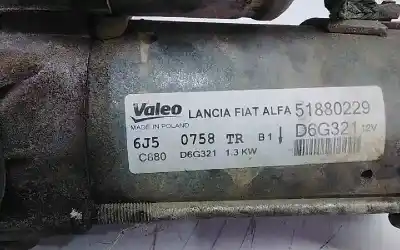 Valeo LANCIA FIAT ALFA 51880229
MADE IN POLAND
6J5 0758 TR B1 D6G321 12V
C680 D6G321 1.3 KW